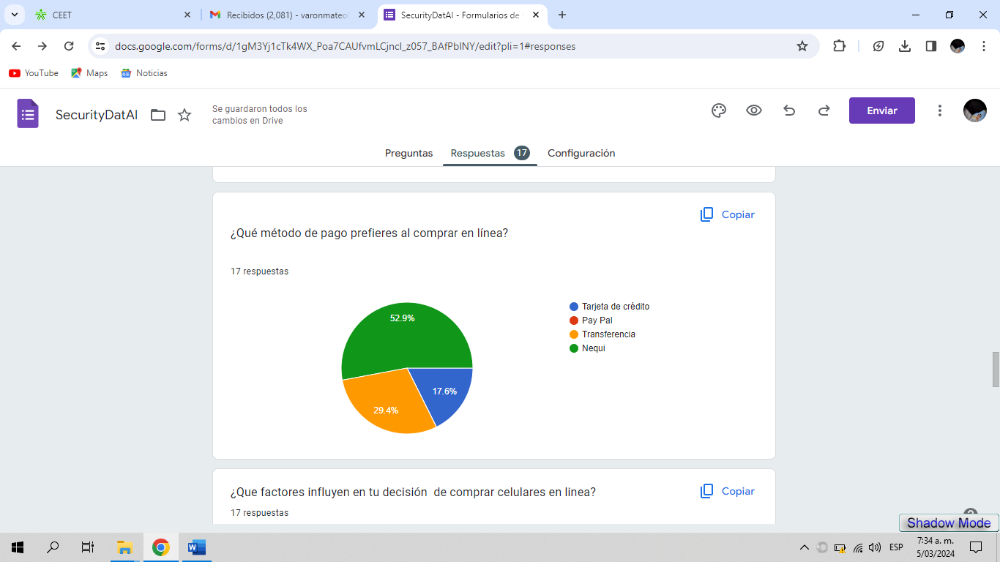 CEET
Recibidos (2,081) - varonmateo
SecurityDatAI - Formularios de
docs.google.com/forms/d/1gM3Yj1cTk4WX_Poa7CAUfvmLCjncI_z057_BAfPbINY/edit?pli=1#responses
YouTube
Maps
Noticias
SecurityDatAI
Se guardaron todos los
cambios en Drive
Enviar
Preguntas
Respuestas 17
Configuración
Copiar
¿Qué método de pago prefieres al comprar en línea?
17 respuestas
52.9%
17.6%
29.4%
Tarjeta de crédito
Pay Pal
Transferencia
Nequi
¿Que factores influyen en tu decisión  de comprar celulares en linea?
Copiar
17 respuestas
Shadow Mode
ESP
7:34 a. m.
5/03/2024